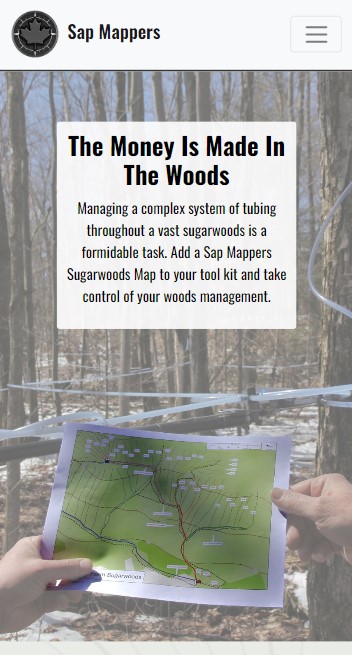 Sap Mappers
The Money Is Made In
The Woods
Managing a complex system of tubing
throughout a vast sugarwoods is a
formidable task. Add a Sap Mappers
Sugarwoods Map to your tool kit and take
control of your woods management.
Sugarwoods